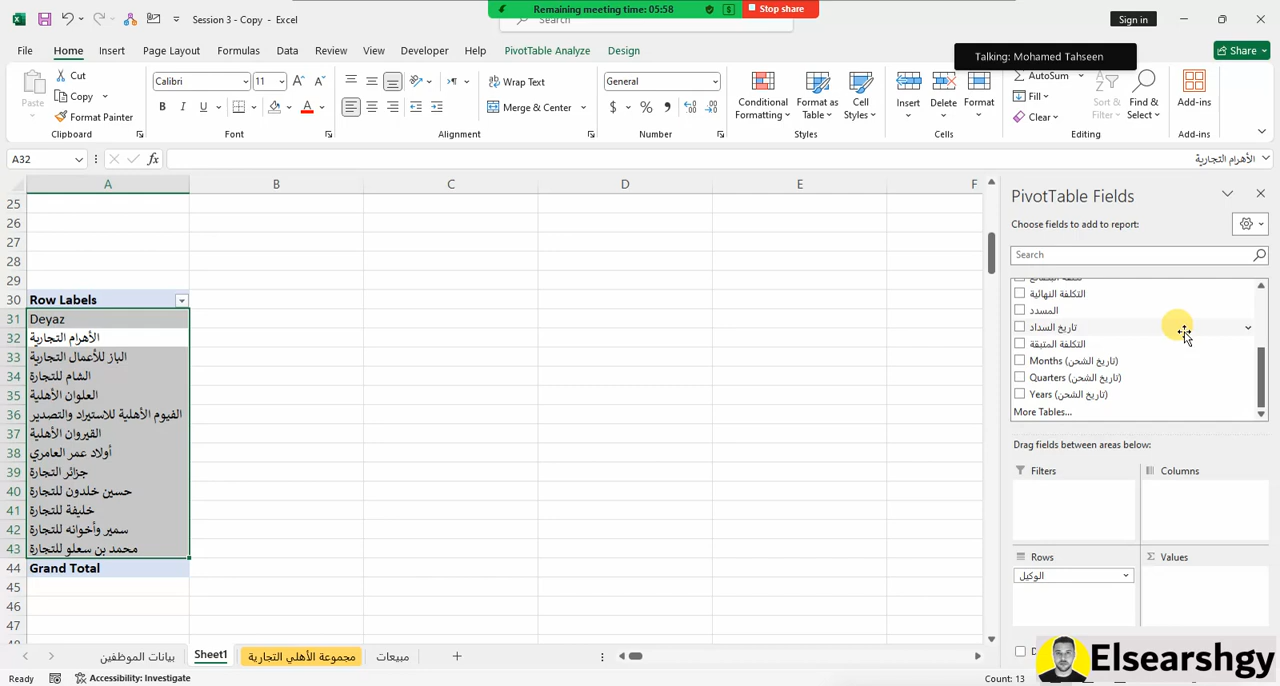 Session 3 - Copy - Excel
Remaining meeting time: 05:58
Stop share
Search
Sign in
File Home Insert Page Layout Formulas Data Review View Developer Help PivotTable Analyze Design
Talking: Mohamed Tahseen
Share
Paste
Cut
Copy
Format Painter
Clipboard
Calibri 11
B I U
Font
Wrap Text
Merge & Center
Alignment
General
Number
Conditional Formatting
Format as Table
Cell Styles
Styles
Insert
Delete
Format
Cells
AutoSum
Fill
Clear
Sort & Filter
Find & Select
Editing
Add-ins
Add-ins
A32
fx
الأهرام التجارية
A B C D E F
25
26
27
28
29
30 Row Labels
31 Deyaz
32 الأهرام التجارية
33 الباز للأعمال التجارية
34 الشام للتجارة
35 العلوان الأهلية
36 الفيوم الأهلية للاستيراد والتصدير
37 القيروان الأهلية
38 أولاد عمر العامري
39 جزائر التجارة
40 حسين خلدون للتجارة
41 خليفة للتجارة
42 سمير وأخوانه للتجارة
43 محمد بن سعلو للتجارة
44 Grand Total
45
46
47
PivotTable Fields
Choose fields to add to report:
Search
التكلفة النهائية
المسدد
تاريخ السداد
التكلفة المتبقة
Months (تاريخ الشحن)
Quarters (تاريخ الشحن)
Years (تاريخ الشحن)
More Tables...
Drag fields between areas below:
Filters
Columns
Rows
Values
الوكيل
بيانات الموظفين
Sheet1
مجموعة الأهلي التجارية
مبيعات
Ready
Accessibility: Investigate
Count: 13
Elsearshgy